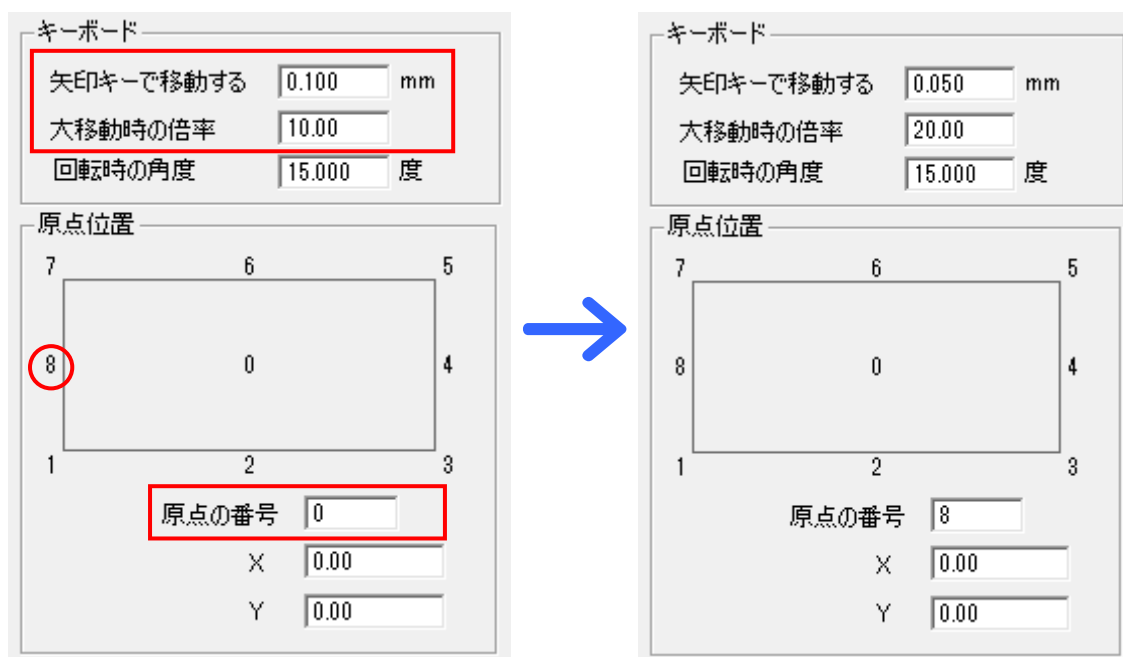 キーボード
矢印キーで移動する 0.100 mm
大移動時の倍率 10.00
回転時の角度 15.000 度
原点位置
7 6 5
8 0 4
1 2 3
原点の番号 0
X 0.00
Y 0.00
キーボード
矢印キーで移動する 0.050 mm
大移動時の倍率 20.00
回転時の角度 15.000 度
原点位置
7 6 5
8 0 4
1 2 3
原点の番号 8
X 0.00
Y 0.00